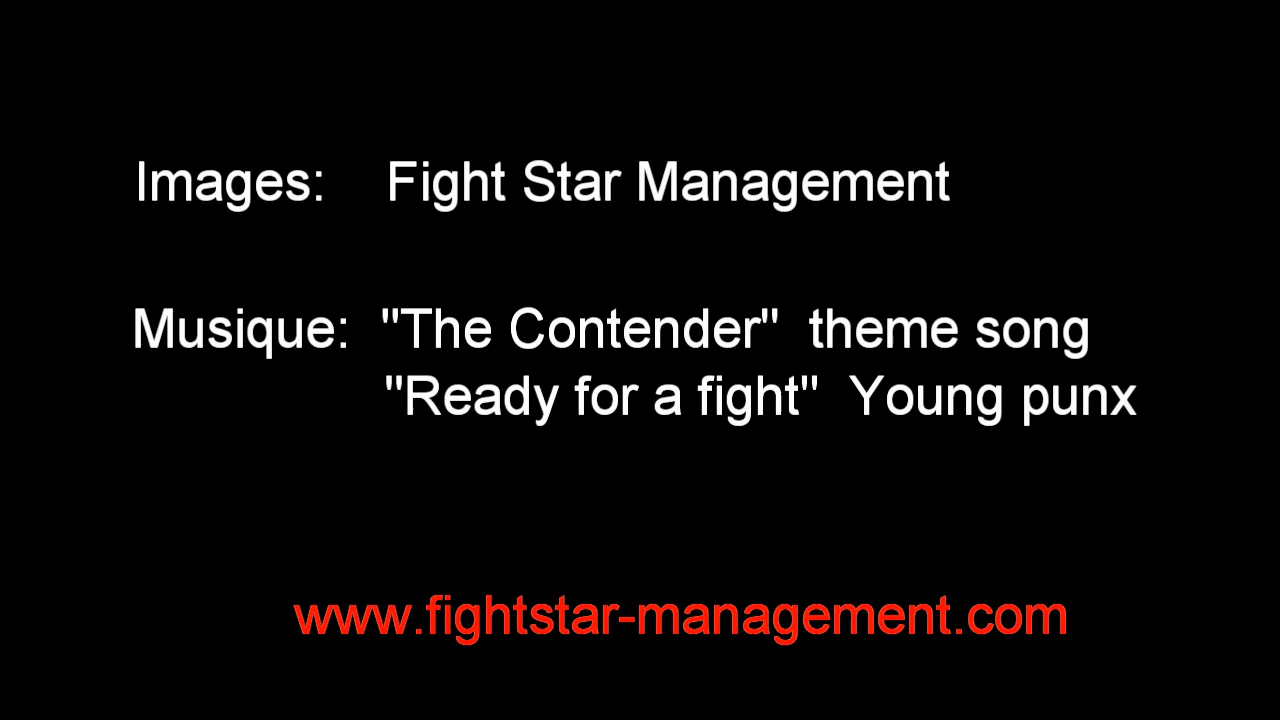 Images: Fight Star Management
Musique: "The Contender" theme song
"Ready for a fight" Young punx
www.fightstar-management.com